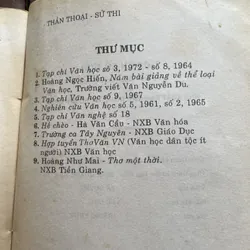 THẦN THOẠI - SỬ THI
THƯ MỤC
1. Tạp chí Văn học số 3, 1972 - số 8, 1964
2. Hoàng Ngọc Hiến, Năm bài giảng về thể loại
Văn học, Trường viết Văn Nguyễn Du.
3. Tạp chí Văn học số 9, 1967
4. Nghiên cứu Văn học số 5, 1961, số 2, 1965
5. Tạp chí Văn nghệ số 18
6. Hề chèo - Hà Văn Cầu - NXB Văn hóa
7. Trường ca Tây Nguyên - NXB Giáo Dục
8. Hợp tuyển ThơVăn VN (Văn học dân tộc ít
người) NXB Văn học
9. Hoàng Như Mai - Thơ một thời.
NXB Tiền Giang.